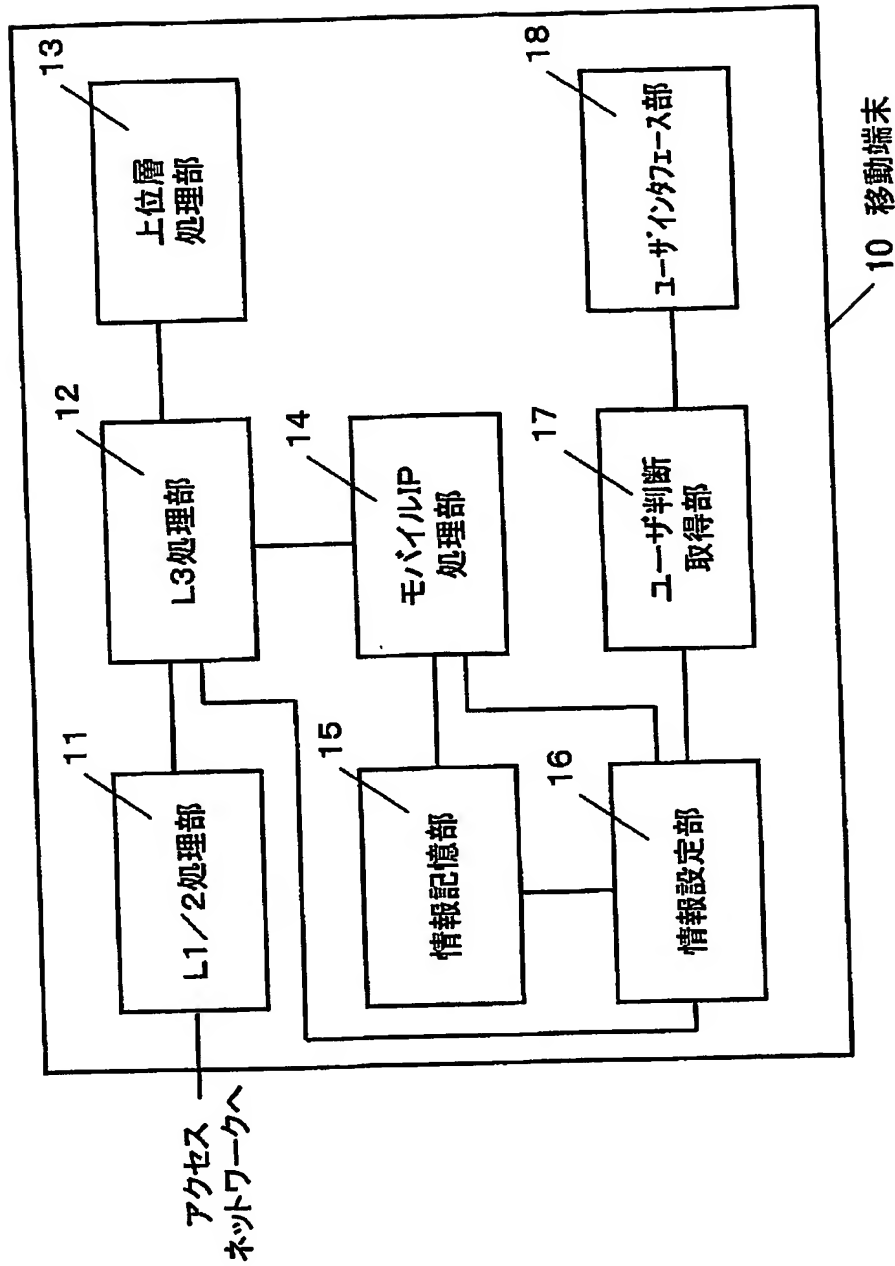 アクセス
ネットワークへ
11
L1/2処理部
12
L3処理部
13
上位層
処理部
14
モバイルIP
処理部
15
情報記憶部
16
情報設定部
17
ユーザ判断
取得部
18
ユーザインタフェース部
10 移動端末